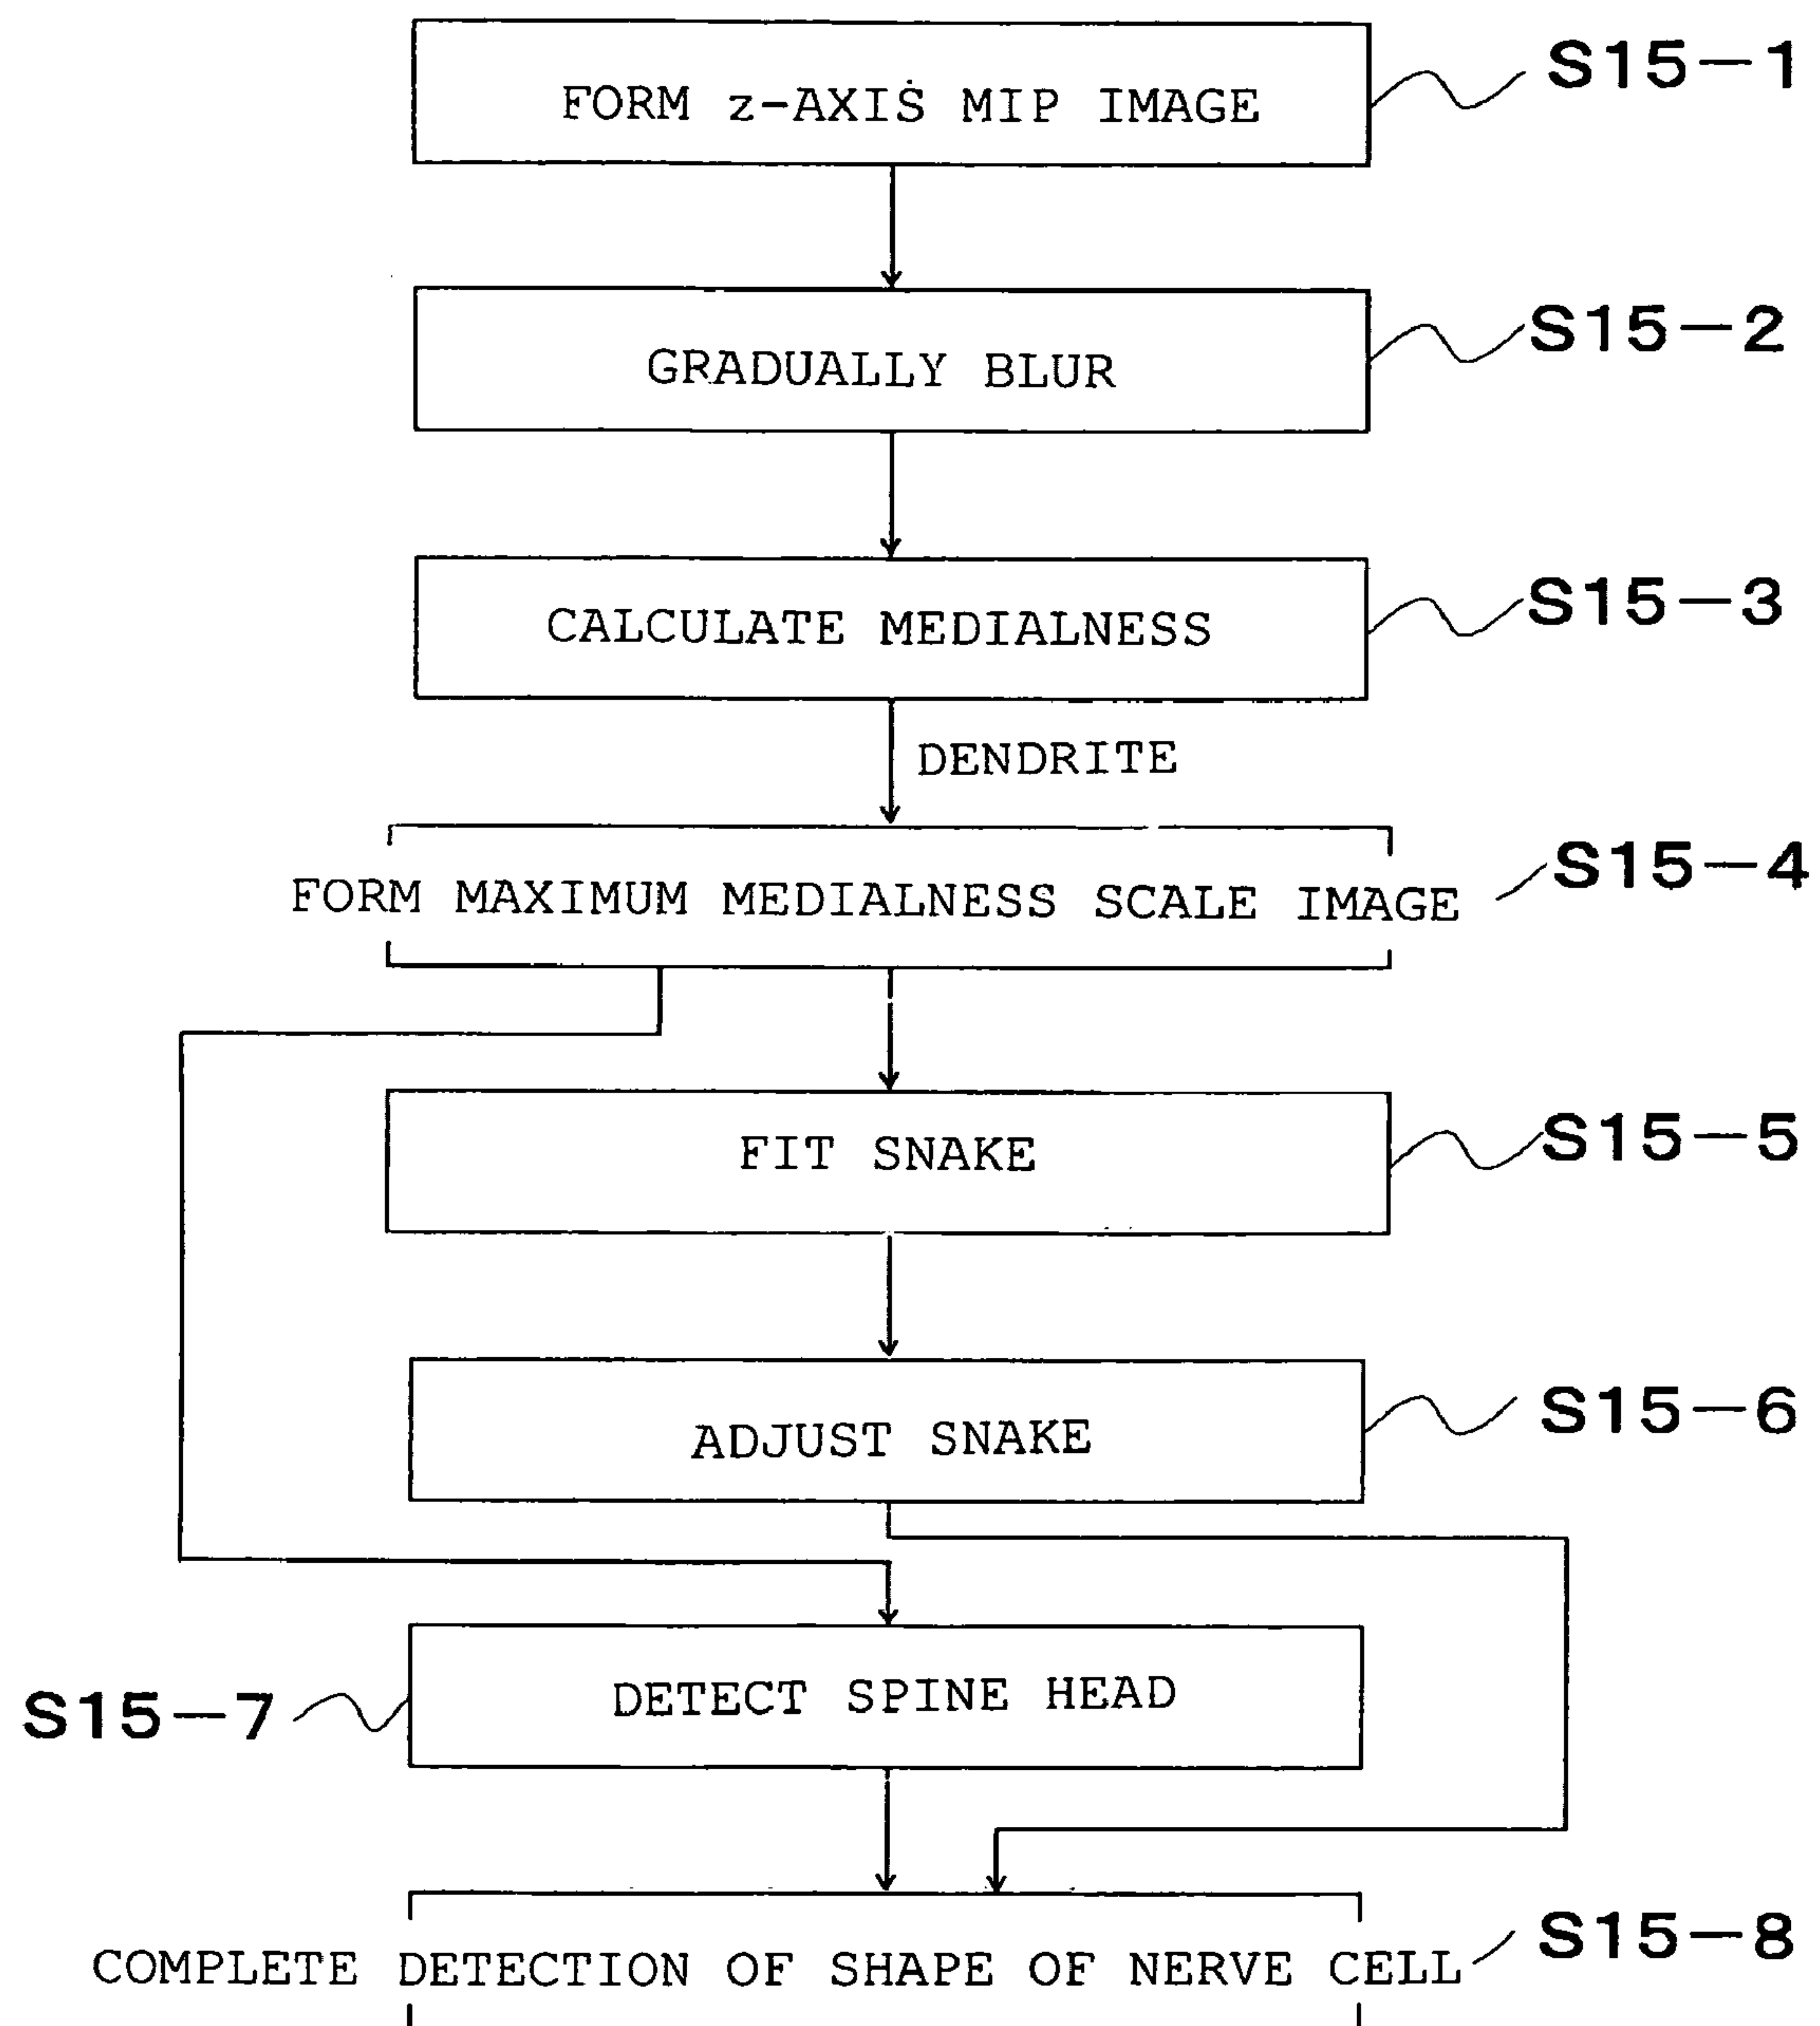 FORM z-AXIS MIP IMAGE
S15-1
GRADUALLY BLUR
S15-2
CALCULATE MEDIALNESS
S15-3
DENDRITE
FORM MAXIMUM MEDIALNESS SCALE IMAGE
S15-4
FIT SNAKE
S15-5
ADJUST SNAKE
S15-6
S15-7
DETECT SPINE HEAD
COMPLETE DETECTION OF SHAPE OF NERVE CELL
S15-8